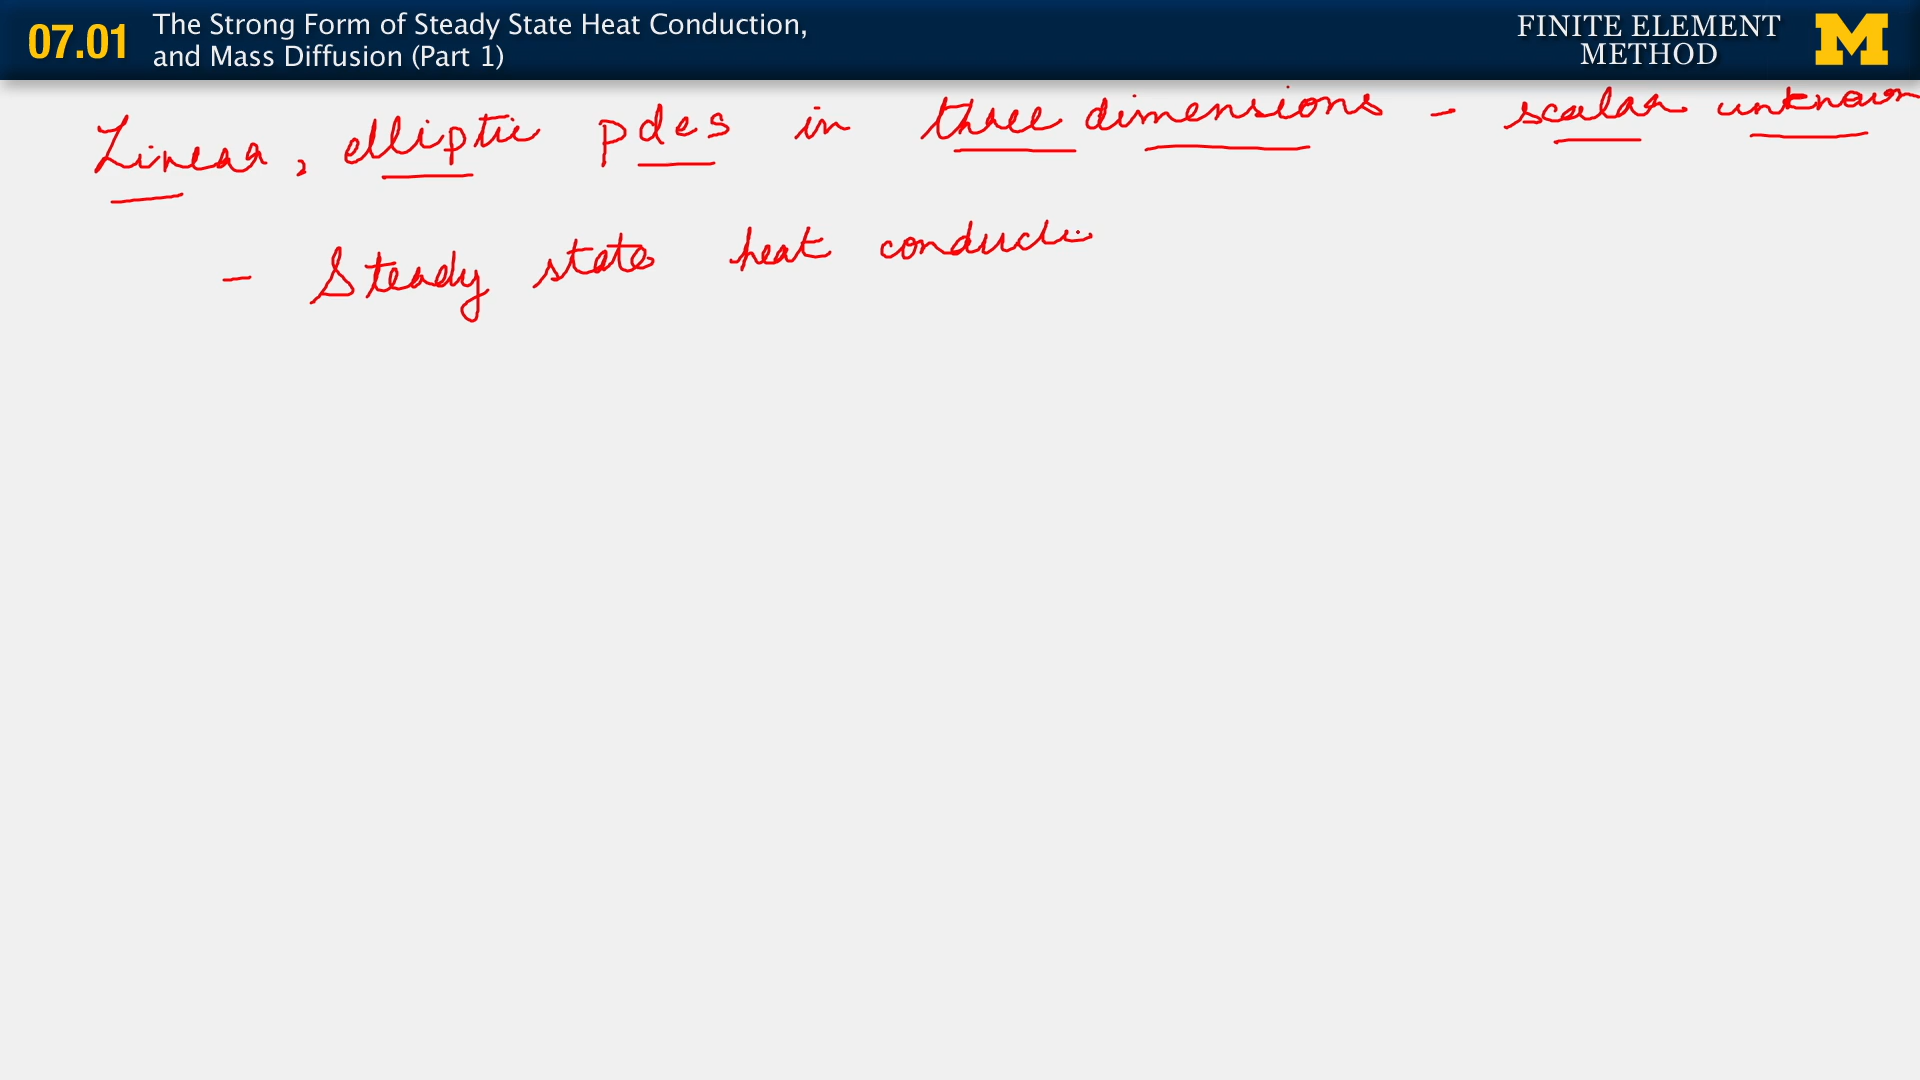 07.01
The Strong Form of Steady State Heat Conduction,
and Mass Diffusion (Part 1)
FINITE ELEMENT
METHOD
M
Linear, elliptic pdes in three dimensions - scalar unknown
- Steady state heat conducti